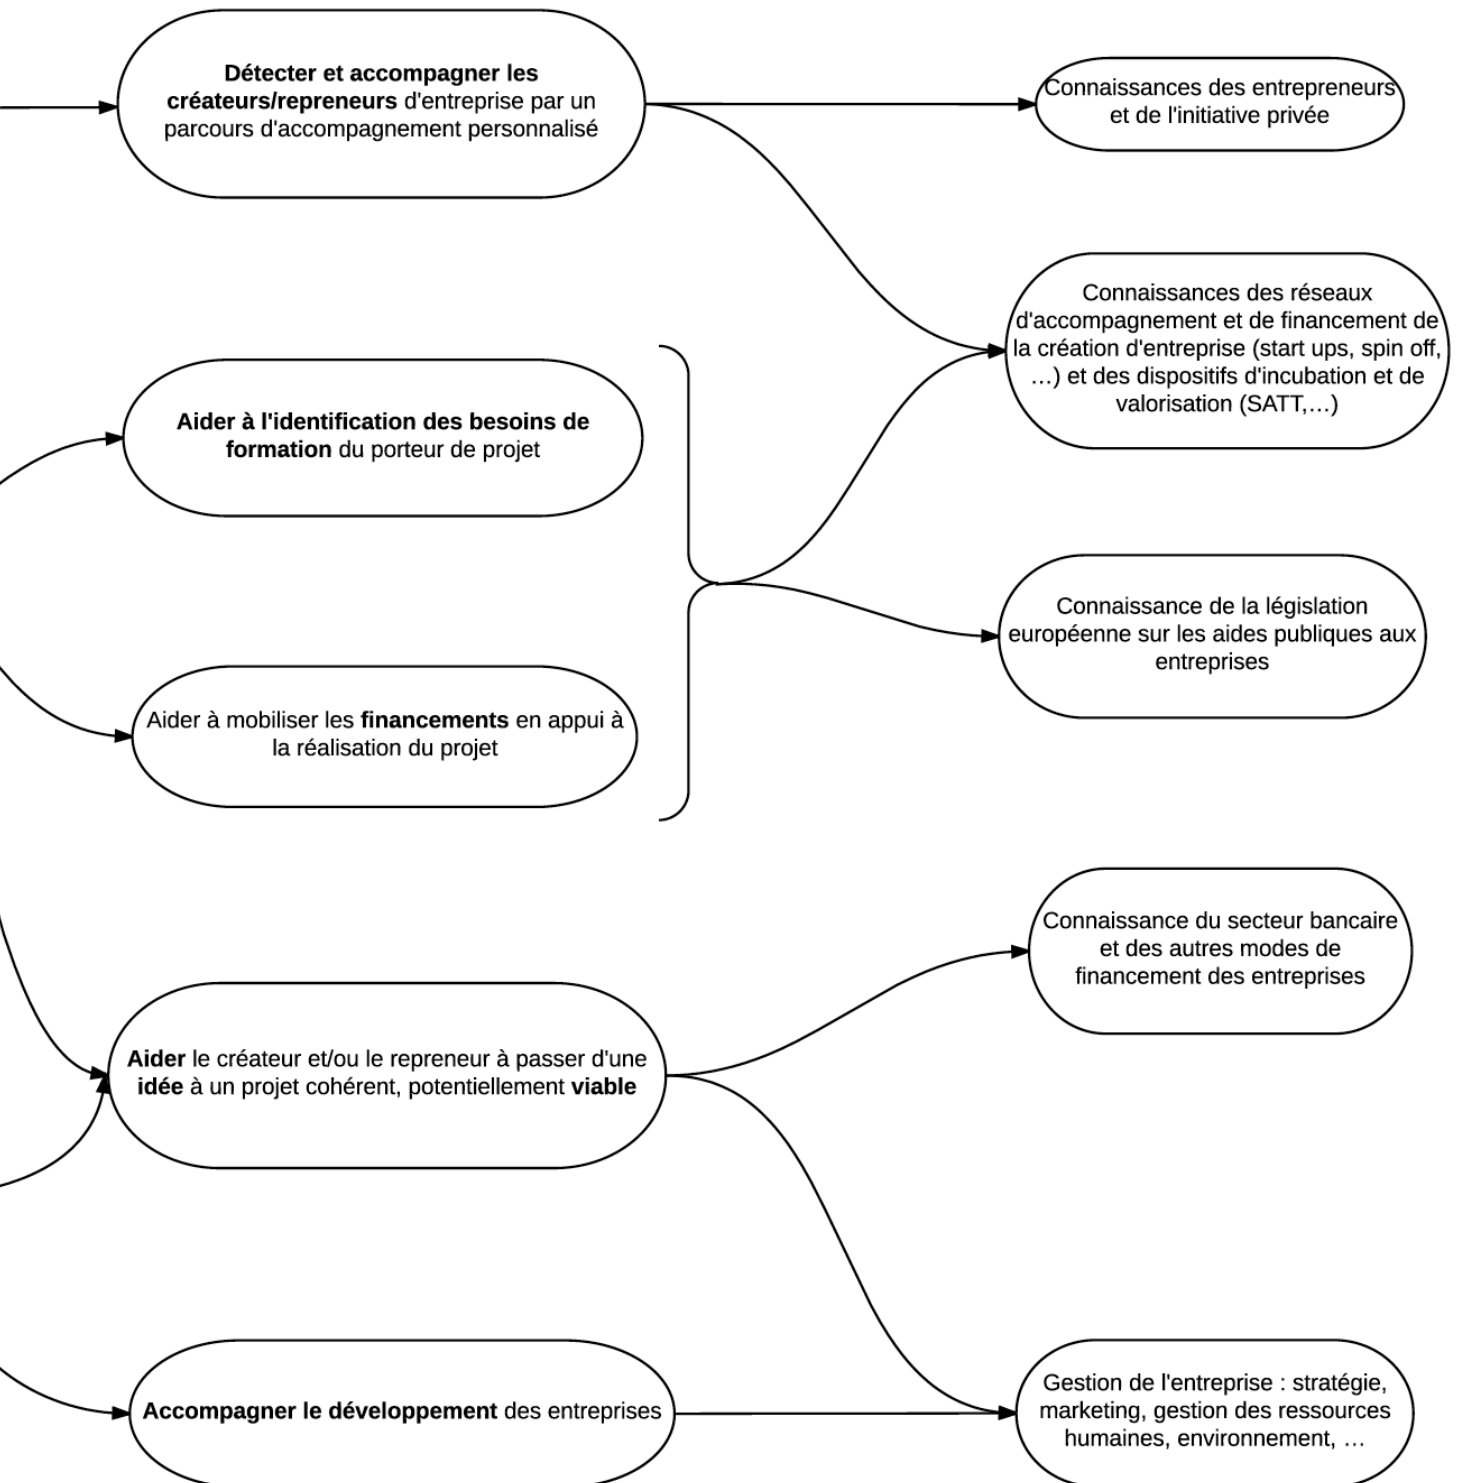 Détecter et accompagner les
créateurs/repreneurs d'entreprise par un
parcours d'accompagnement personnalisé
Connaissances des entrepreneurs
et de l'initiative privée
Connaissances des réseaux
d'accompagnement et de financement de
la création d'entreprise (start ups, spin off,
…) et des dispositifs d'incubation et de
valorisation (SATT,…)
Aider à l'identification des besoins de
formation du porteur de projet
Connaissance de la législation
européenne sur les aides publiques aux
entreprises
Aider à mobiliser les financements en appui à
la réalisation du projet
Connaissance du secteur bancaire
et des autres modes de
financement des entreprises
Aider le créateur et/ou le repreneur à passer d'une
idée à un projet cohérent, potentiellement viable
Accompagner le développement des entreprises
Gestion de l'entreprise : stratégie,
marketing, gestion des ressources
humaines, environnement, …